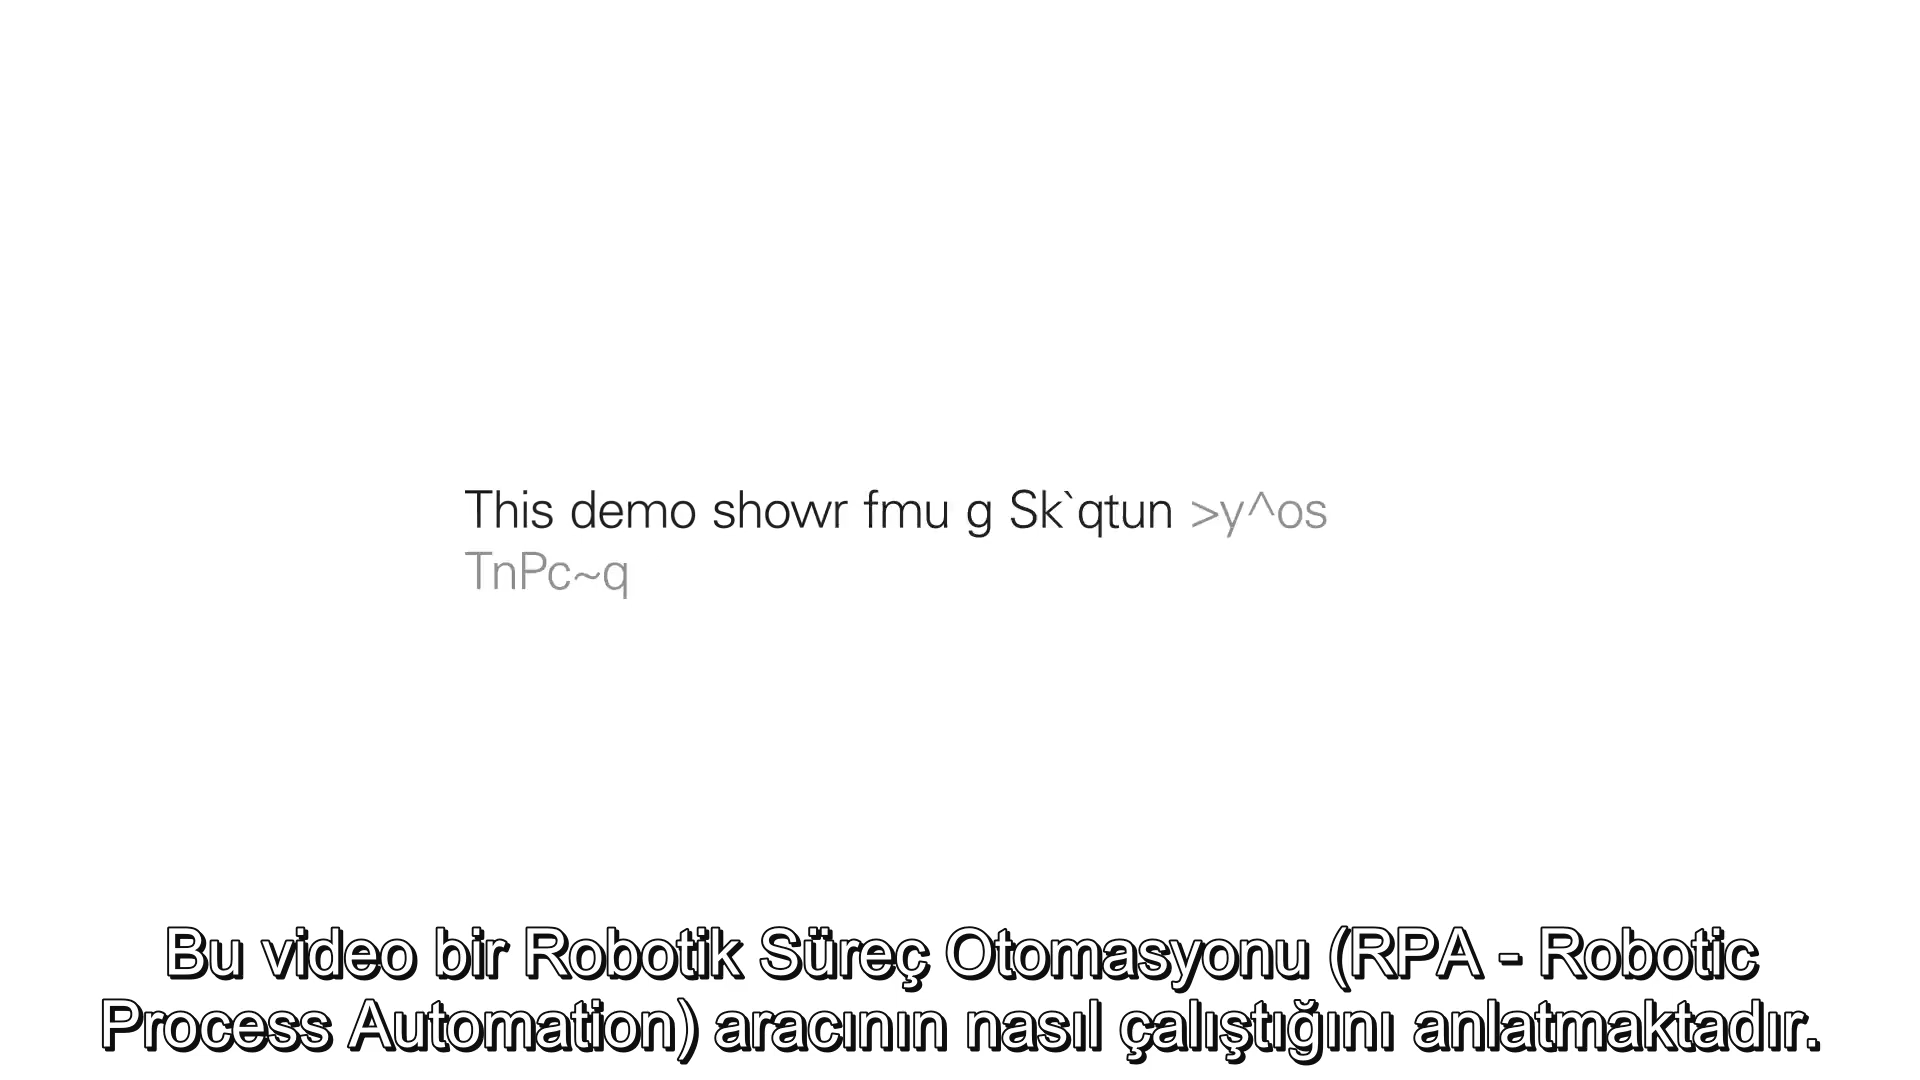 This demo showr fmu g Sk`qtun >y^os
TnPc~q
Bu video bir Robotik Süreç Otomasyonu (RPA - Robotic
Process Automation) aracının nasıl çalıştığını anlatmaktadır.